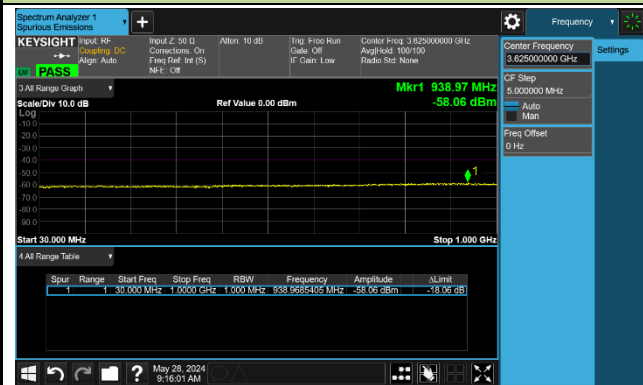 Spectrum Analyzer 1
Spurious Emissions
Frequency
KEYSIGHT Input: RF Input Z: 50 Ω Atten: 10 dB Trig: Free Run Center Freq: 3.625000000 GHz
Coupling: DC Corrections: On Gate: Off Avg|Hold: 100/100
Align: Auto Freq Ref: Int (S) IF Gain: Low Radio Std: None
NFE: Off
PASS
Center Frequency
3.625000000 GHz
Settings
CF Step
5.000000 MHz
Auto
Man
Freq Offset
0 Hz
3 All Range Graph
Mkr1 938.97 MHz
Scale/Div 10.0 dB Ref Value 0.00 dBm -58.06 dBm
Log
-10.0
-20.0
-30.0
-40.0
-50.0
-60.0
-70.0
-80.0
-90.0
1
Start 30.000 MHz Stop 1.000 GHz
4 All Range Table
Spur Range Start Freq Stop Freq RBW Frequency Amplitude ΔLimit
1 1 30.000 MHz 1.0000 GHz 1.000 MHz 938.9685405 MHz -58.06 dBm -18.06 dB
?
May 28, 2024
9:16:01 AM